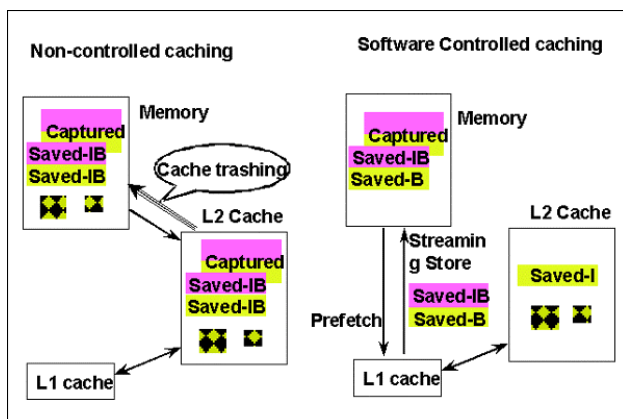 Non-controlled caching
Memory
Captured
Saved-IB
Saved-IB
Cache trashing
L2 Cache
Captured
Saved-IB
Saved-IB
L1 cache
Software Controlled caching
Memory
Captured
Saved-IB
Saved-B
L2 Cache
Streamin
g Store
Saved-I
Saved-IB
Saved-B
Prefetch
L1 cache